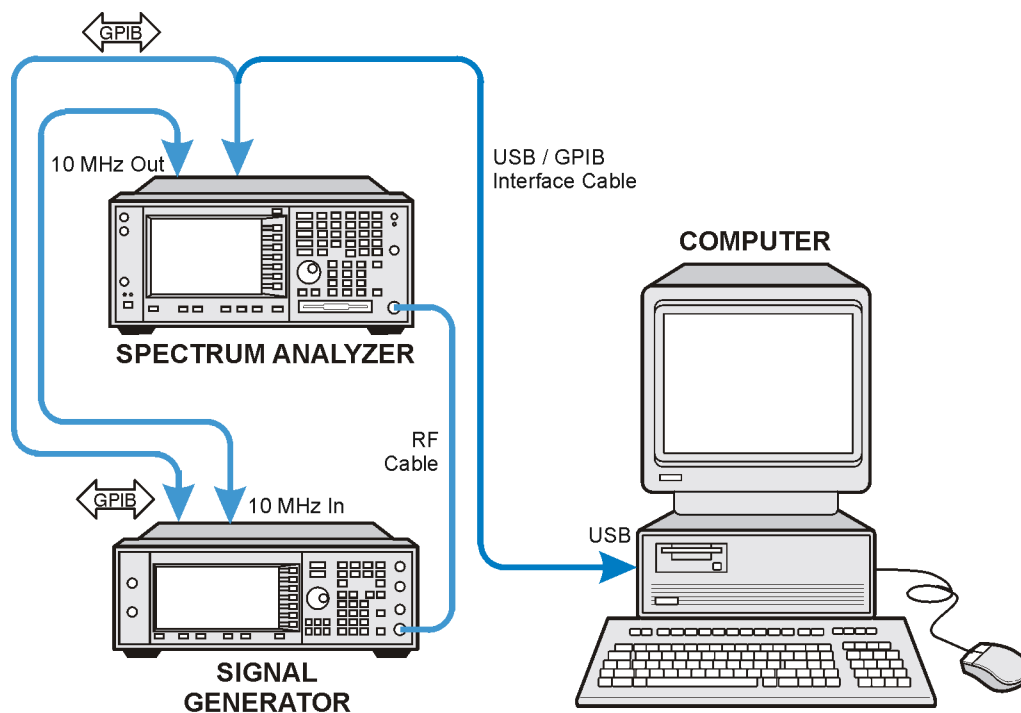 GPIB
10 MHz Out
USB / GPIB
Interface Cable
COMPUTER
SPECTRUM ANALYZER
RF
Cable
GPIB
10 MHz In
USB
SIGNAL
GENERATOR